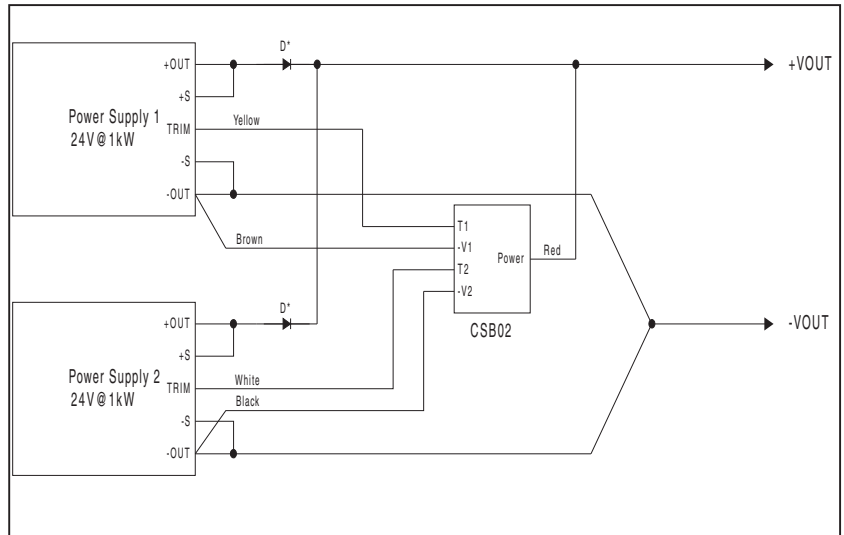 D*
+OUT
+VOUT
+S
Power Supply 1
24V@1kW
TRIM
Yellow
-S
-OUT
T1
Brown
-V1
Power
Red
T2
-V2
D*
+OUT
-VOUT
CSB02
+S
Power Supply 2
24V@1kW
TRIM
White
Black
-S
-OUT